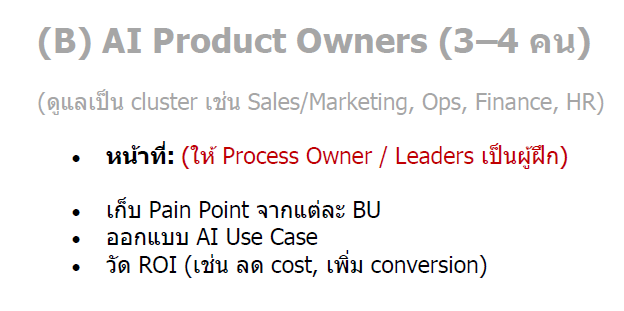 (B) AI Product Owners (3–4 คน)
(ดูแลเป็น cluster เช่น Sales/Marketing, Ops, Finance, HR)
• หน้าที่: (ให้ Process Owner / Leaders เป็นผู้ฝึก)
• เก็บ Pain Point จากแต่ละ BU
• ออกแบบ AI Use Case
• วัด ROI (เช่น ลด cost, เพิ่ม conversion)